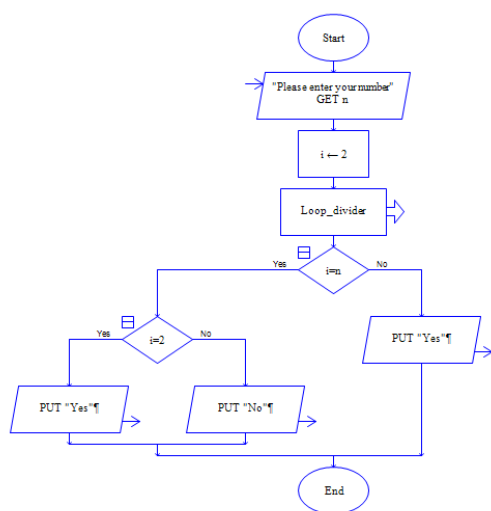 Start
"Please enter your number"
GET n
i ← 2
Loop_divider
Yes
i=n
No
Yes
i=2
No
PUT "Yes"¶
PUT "Yes"¶
PUT "No"¶
End